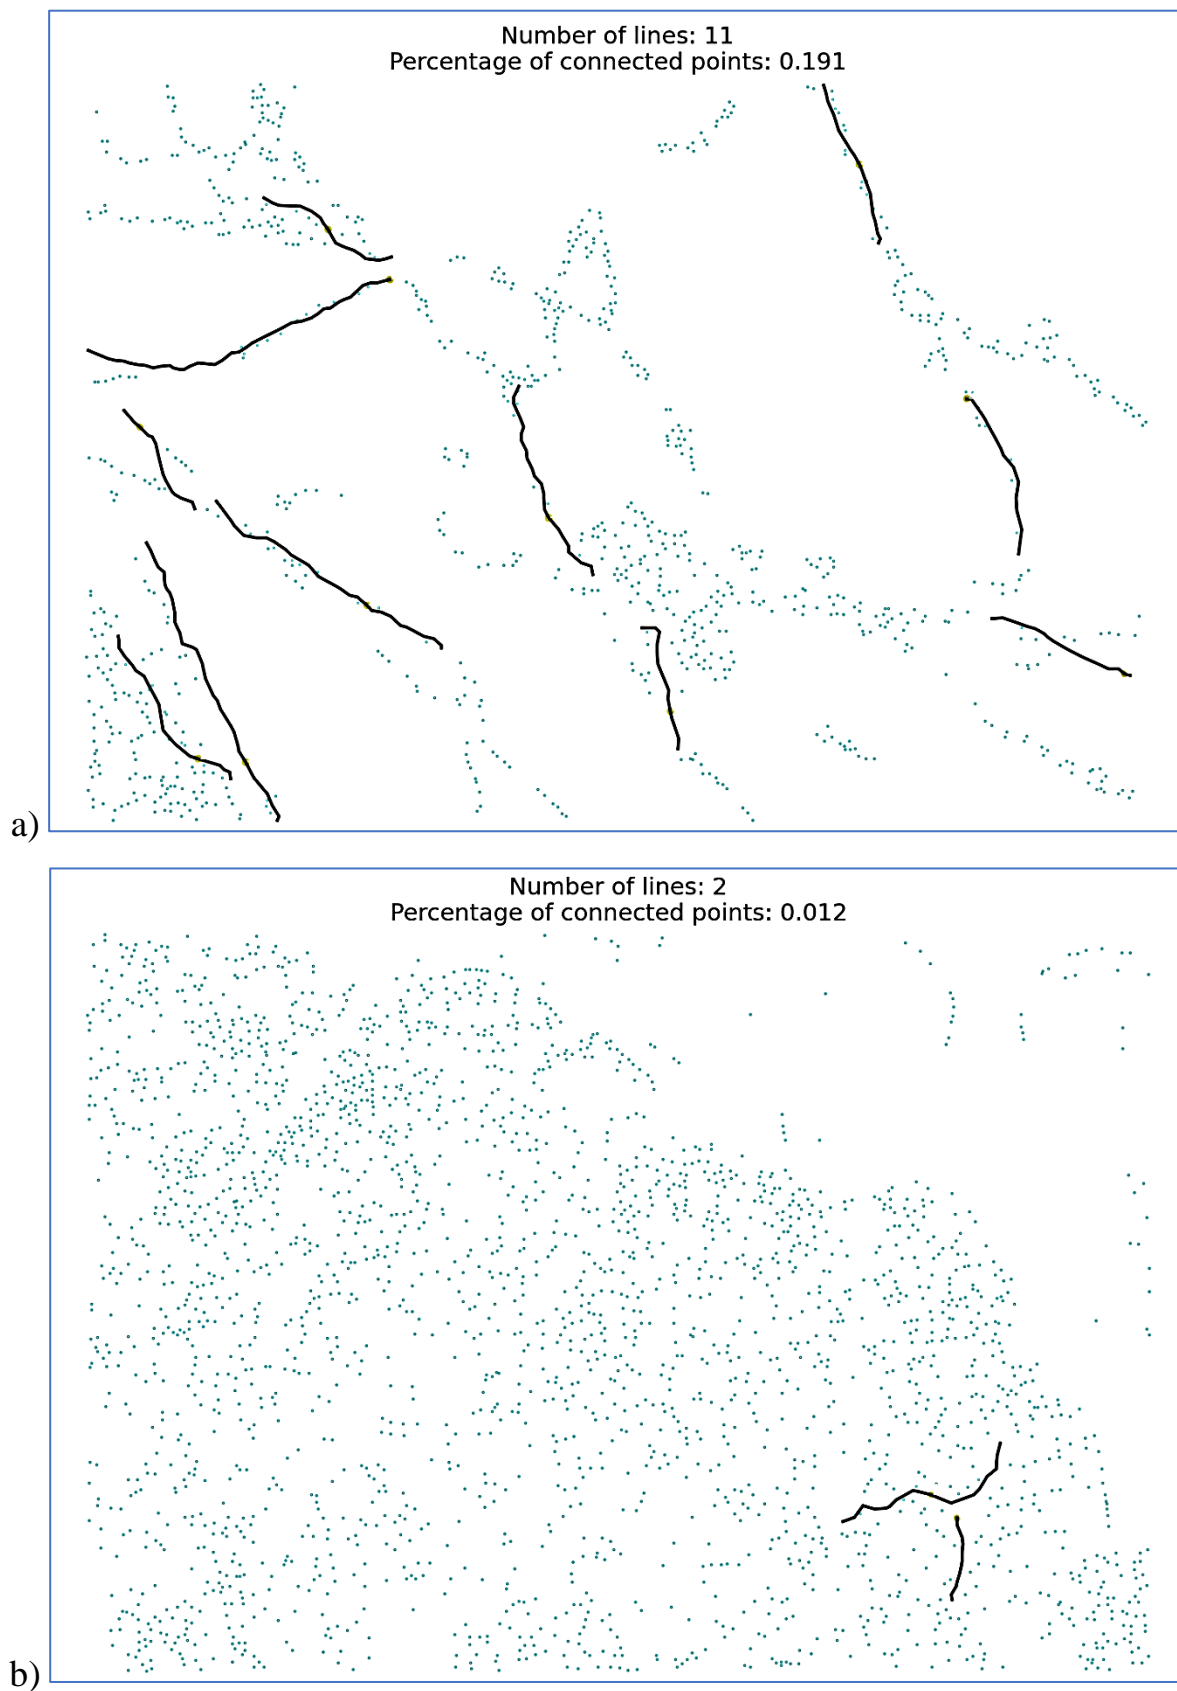 Number of lines: 11
Percentage of connected points: 0.191
a)
Number of lines: 2
Percentage of connected points: 0.012
b)